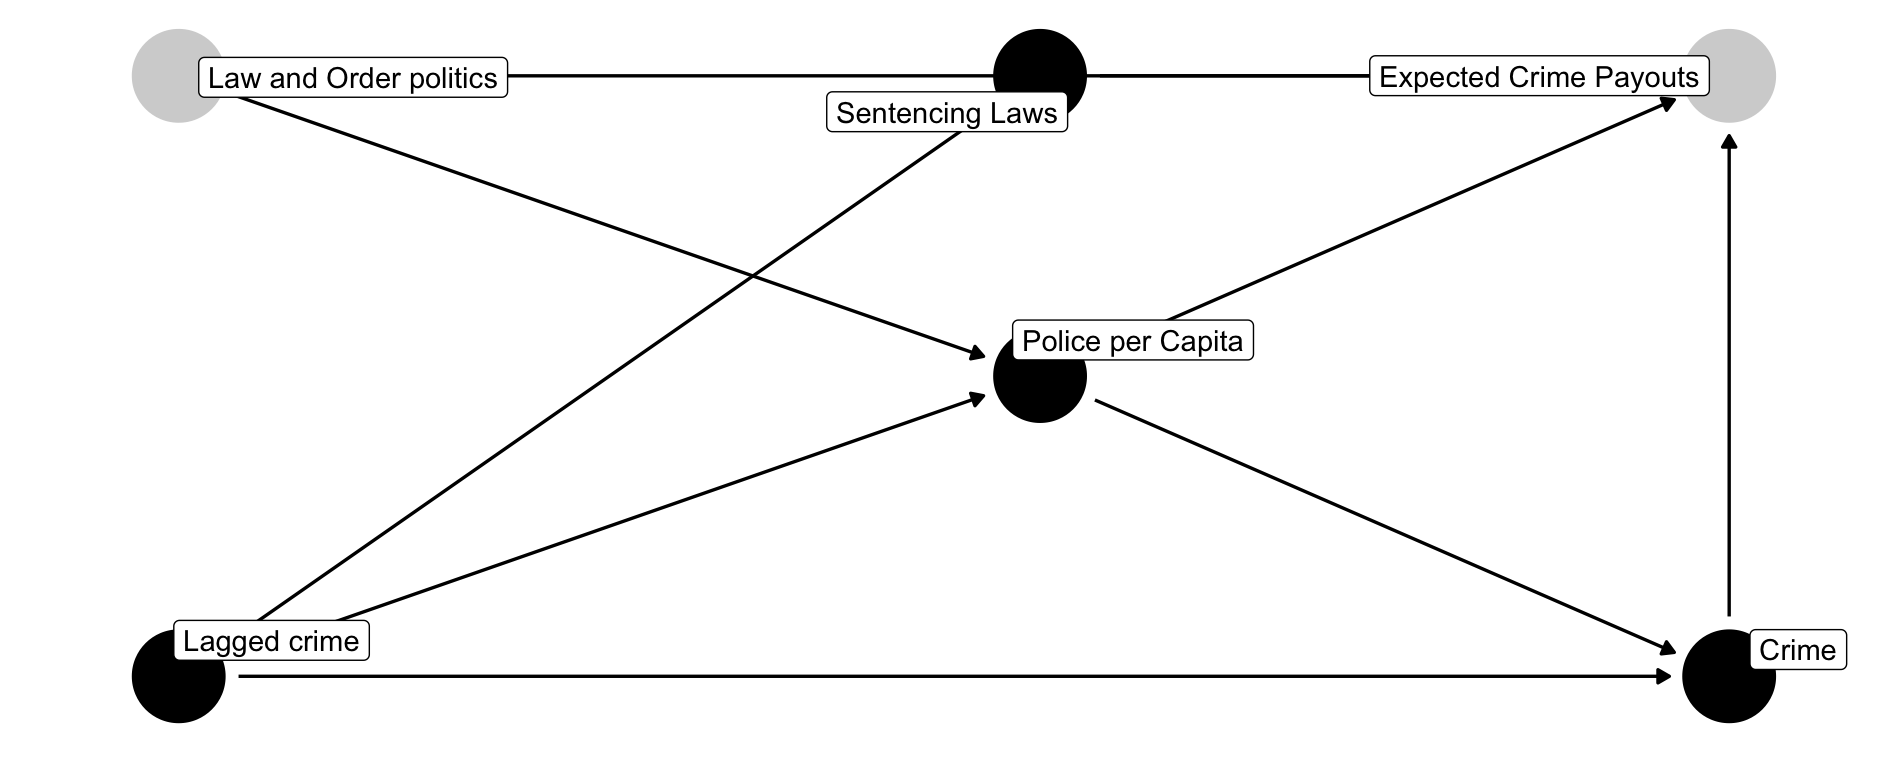 Law and Order politics
Expected Crime Payouts
Sentencing Laws
Police per Capita
Lagged crime
Crime